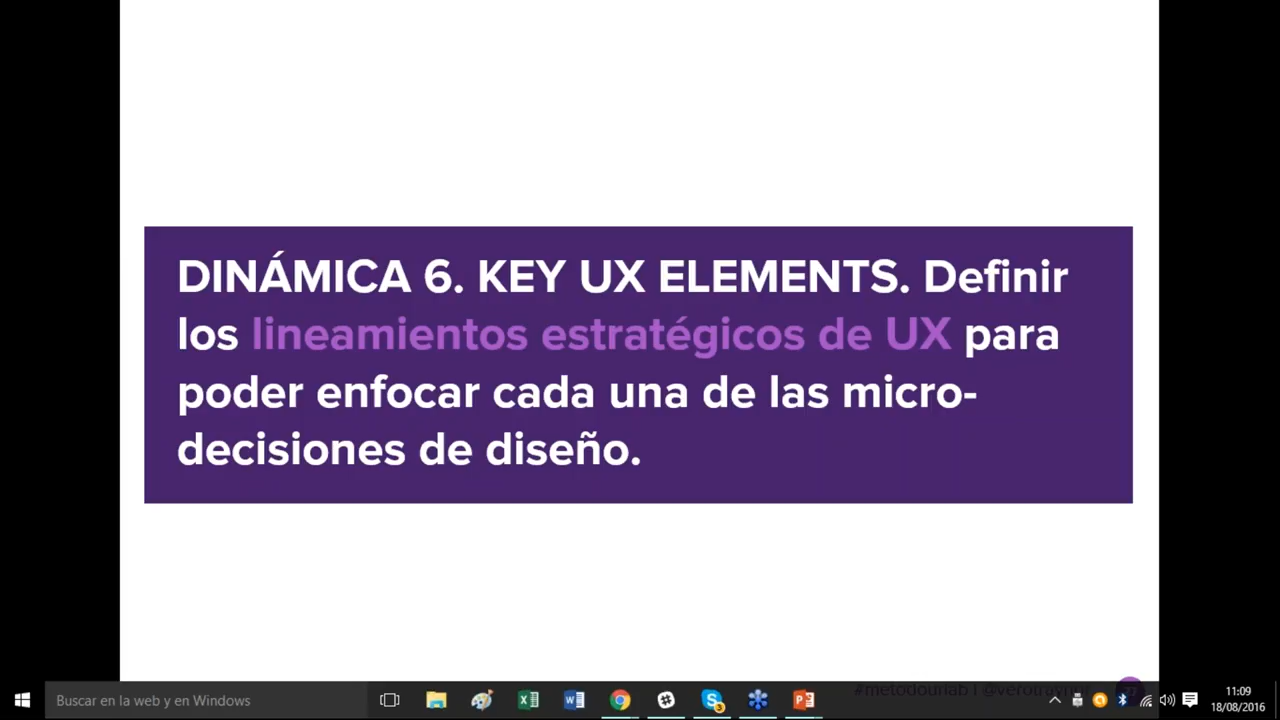 DINÁMICA 6. KEY UX ELEMENTS. Definir
los lineamientos estratégicos de UX para
poder enfocar cada una de las micro-
decisiones de diseño.
Buscar en la web y en Windows
3
11:09
18/08/2016